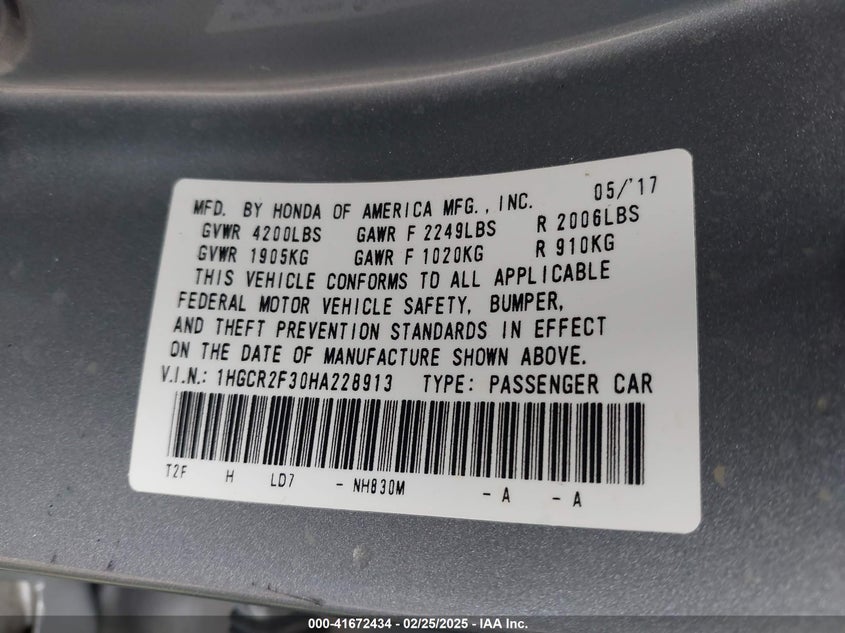 MFD. BY HONDA OF AMERICA MFG., INC. 05/'17
GVWR 4200LBS GAWR F 2249LBS R 2006LBS
GVWR 1905KG GAWR F 1020KG R 910KG
THIS VEHICLE CONFORMS TO ALL APPLICABLE
FEDERAL MOTOR VEHICLE SAFETY, BUMPER,
AND THEFT PREVENTION STANDARDS IN EFFECT
ON THE DATE OF MANUFACTURE SHOWN ABOVE.
V.I.N.: 1HGCR2F30HA228913 TYPE: PASSENGER CAR
T2F H LD7 - NH830M - A - A
000-41672434 — 02/25/2025 — IAA Inc.